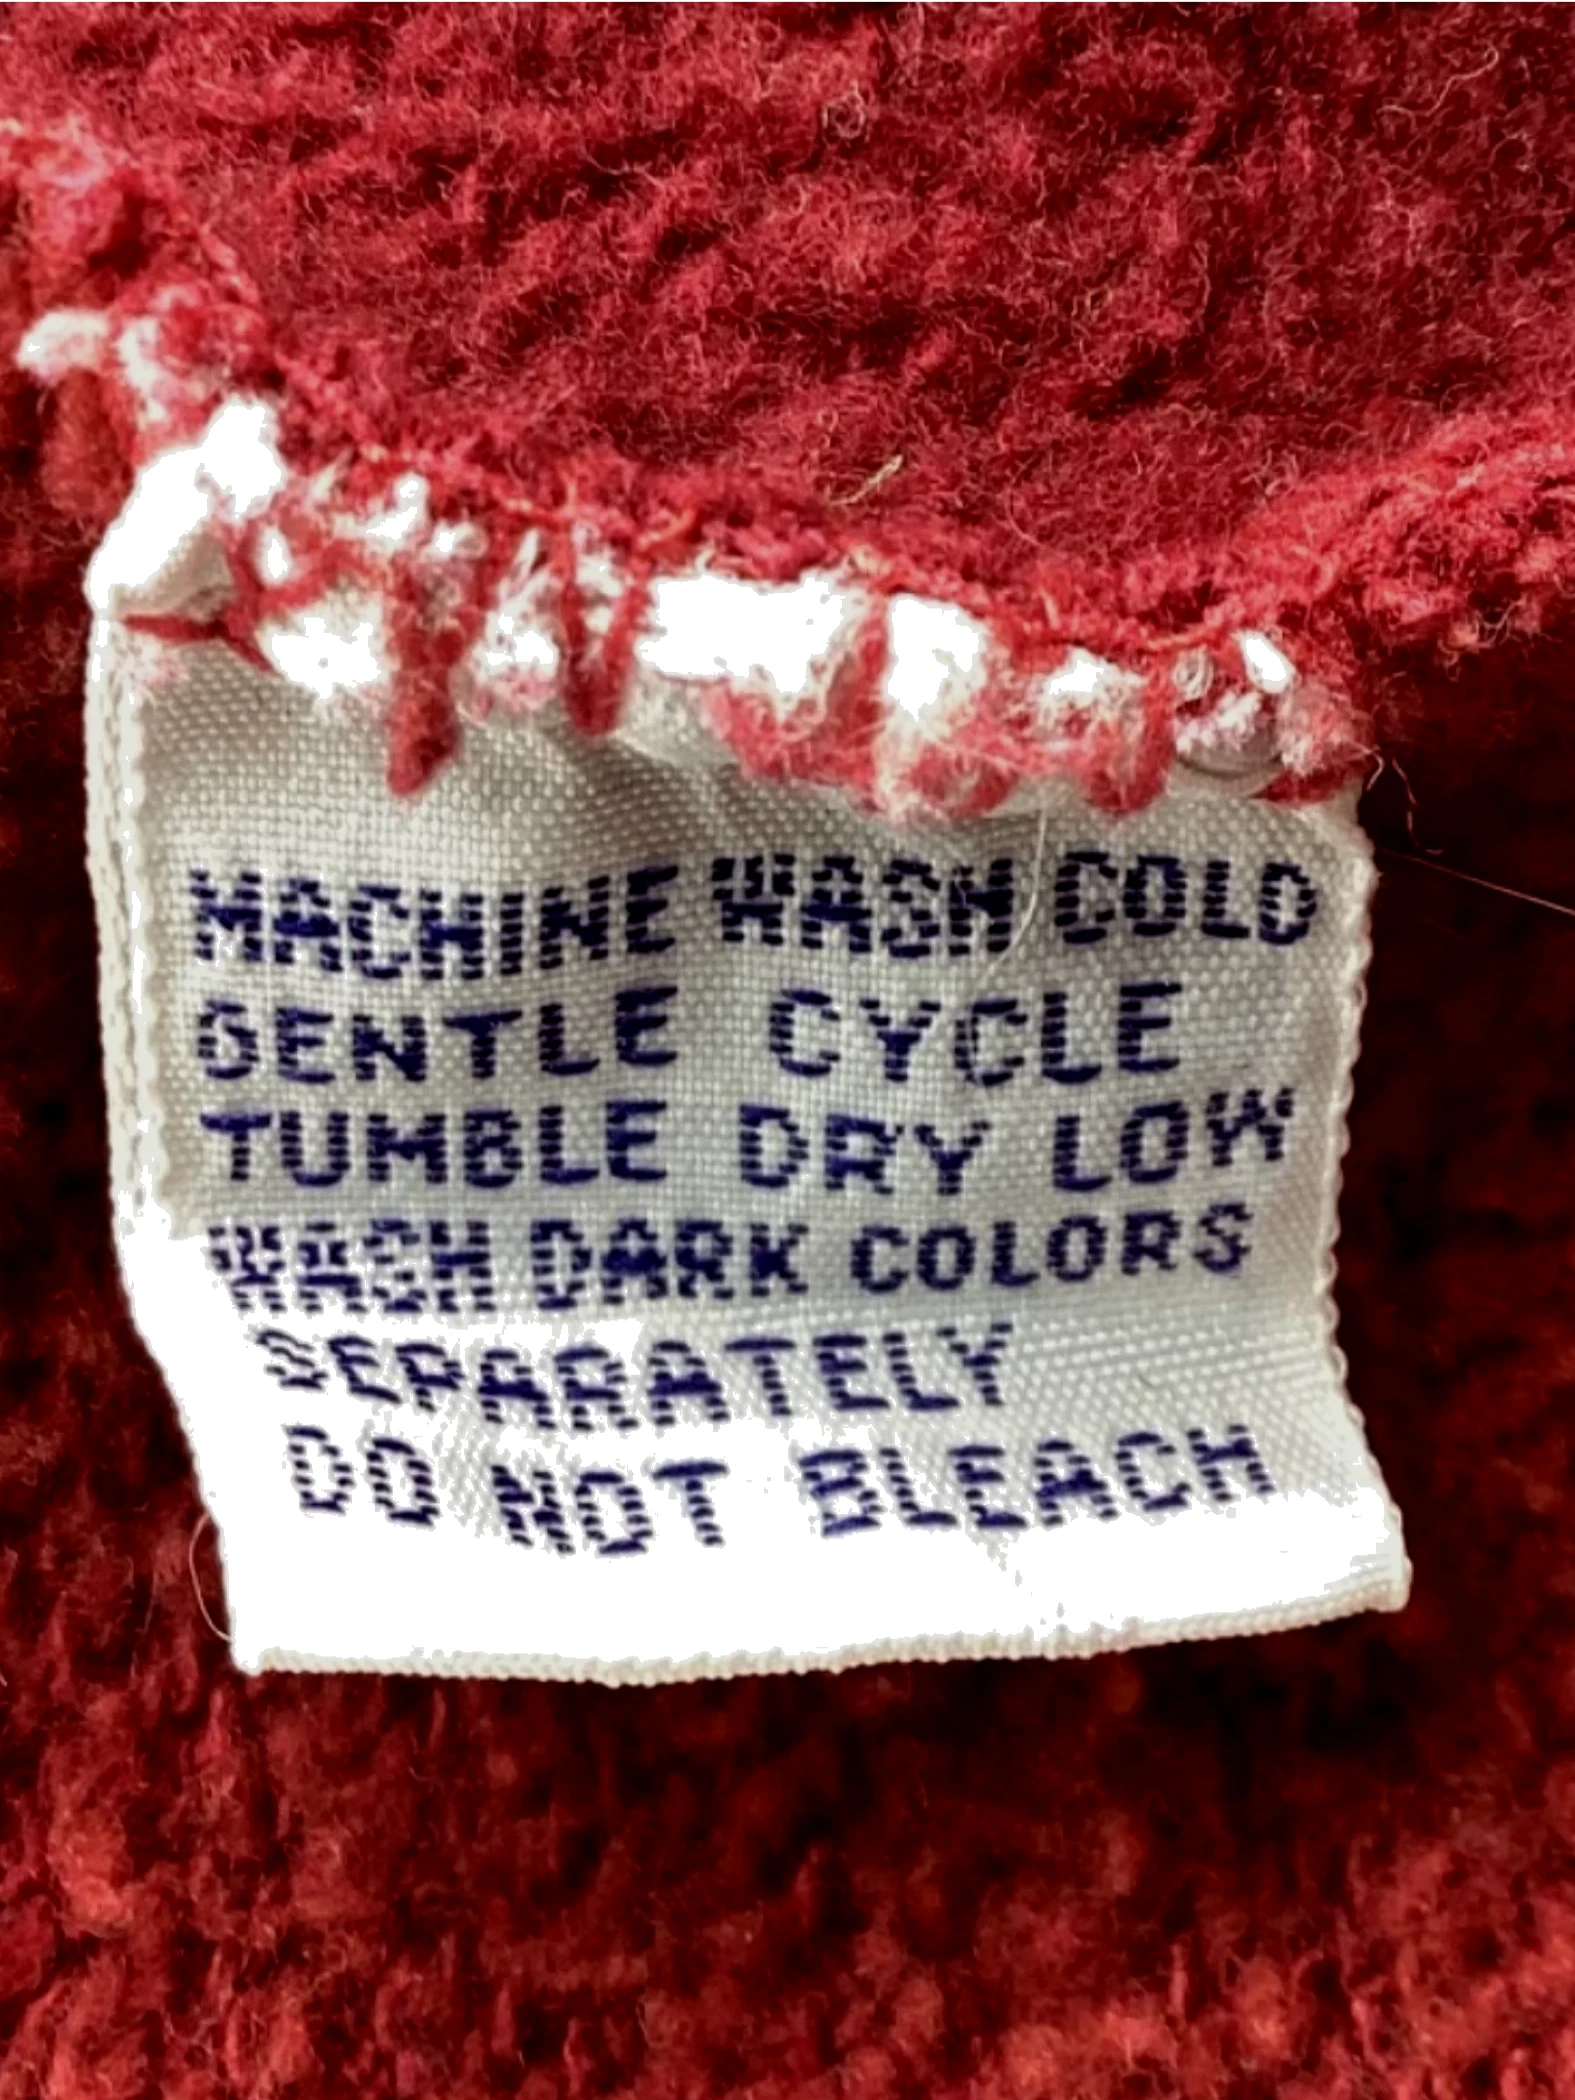 MACHINE WASH COLD
GENTLE CYCLE
TUMBLE DRY LOW
WASH DARK COLORS
SEPARATELY
DO NOT BLEACH